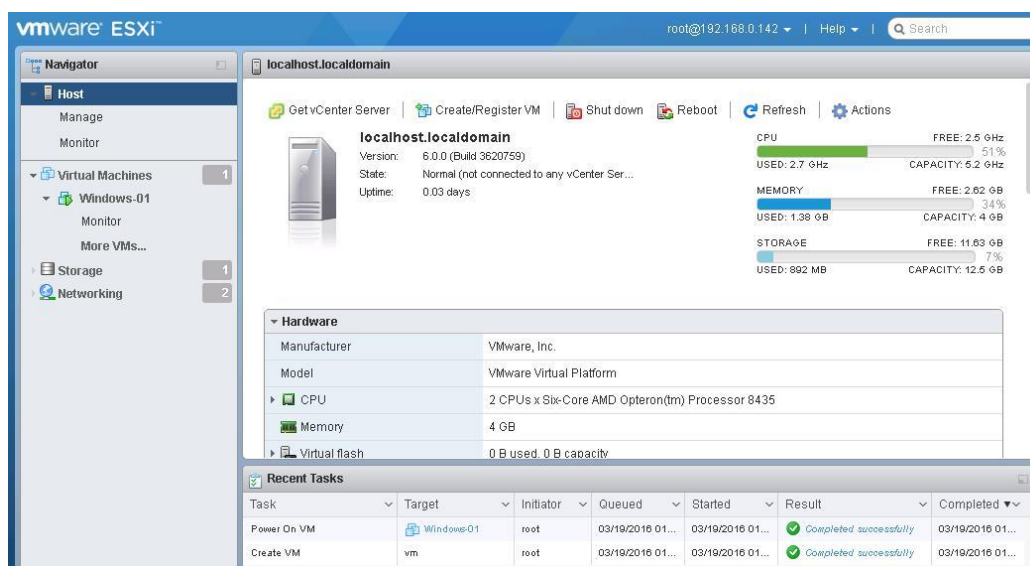 vmware ESXi™
root@192.168.0.142 | Help | Search
Navigator
Host
Manage
Monitor
Virtual Machines 1
Windows-01
Monitor
More VMs...
Storage 1
Networking 2
localhost.localdomain
Get vCenter Server | Create/Register VM | Shut down Reboot | Refresh | Actions
localhost.localdomain
Version: 6.0.0 (Build 3620759)
State: Normal (not connected to any vCenter Ser...
Uptime: 0.03 days
CPU FREE: 2.5 GHz
51%
USED: 2.7 GHz CAPACITY: 5.2 GHz
MEMORY FREE: 2.62 GB
34%
USED: 1.38 GB CAPACITY: 4 GB
STORAGE FREE: 11.63 GB
7%
USED: 892 MB CAPACITY: 12.5 GB
Hardware
Manufacturer VMware, Inc.
Model VMware Virtual Platform
CPU 2 CPUs x Six-Core AMD Opteron(tm) Processor 8435
Memory 4 GB
Virtual flash 0 B used, 0 B capacity
Recent Tasks
Task Target Initiator Queued Started Result Completed
Power On VM Windows-01 root 03/19/2016 01... 03/19/2016 01... Completed successfully 03/19/2016 01...
Create VM vm root 03/19/2016 01... 03/19/2016 01... Completed successfully 03/19/2016 01...